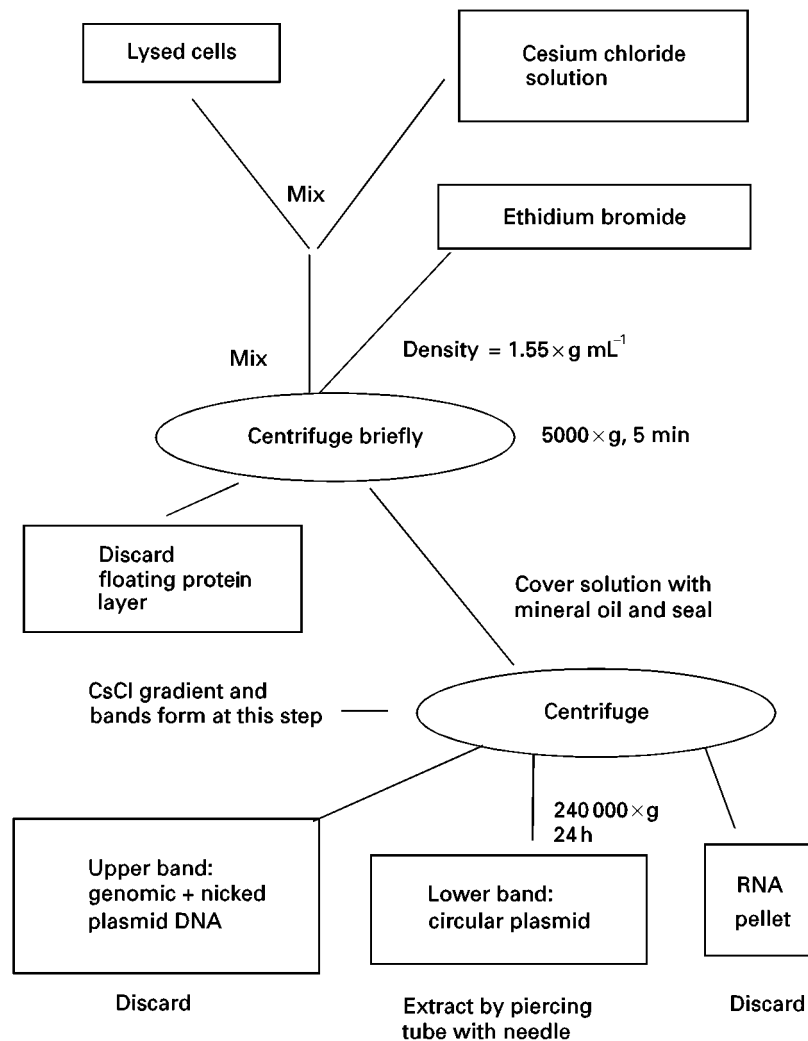 Lysed cells
Cesium chloride
solution
Mix
Ethidium bromide
Mix
Density = 1.55×g mL⁻¹
Centrifuge briefly
5000×g, 5 min
Discard
floating protein
layer
Cover solution with
mineral oil and seal
CsCl gradient and
bands form at this step
Centrifuge
240 000×g
24 h
Upper band:
genomic + nicked
plasmid DNA
Lower band:
circular plasmid
RNA
pellet
Discard
Extract by piercing
tube with needle
Discard